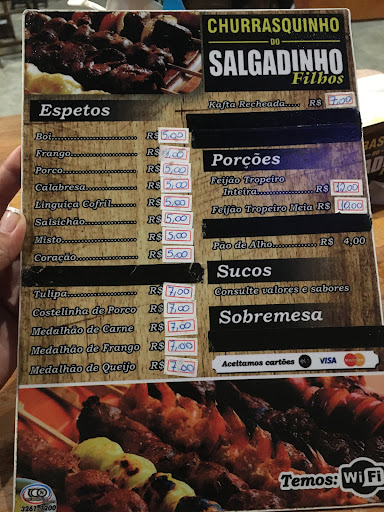 CHURRASQUINHO
DO
SALGADINHO
Filhos
Espetos
Boi R$ 5,00
Frango R$ 5,00
Porco R$ 5,00
Calabresa R$ 5,00
Linguiça Cofril R$ 5,00
Salsichão R$ 5,00
Misto R$ 5,00
Coração R$ 5,00
Tulipa R$ 7,00
Costelinha de Porco R$ 7,00
Medalhão de Carne R$ 7,00
Medalhão de Frango R$ 7,00
Medalhão de Queijo R$ 7,00
Kafta Recheada R$ 7,00
Porções
Feijão Tropeiro
Inteira R$ 12,00
Feijão Tropeiro Meia R$ 10,00
Pão de Alho R$ 4,00
Sucos
Consulte valores e sabores
Sobremesa
Aceitamos cartões VISA
Temos: WiFi